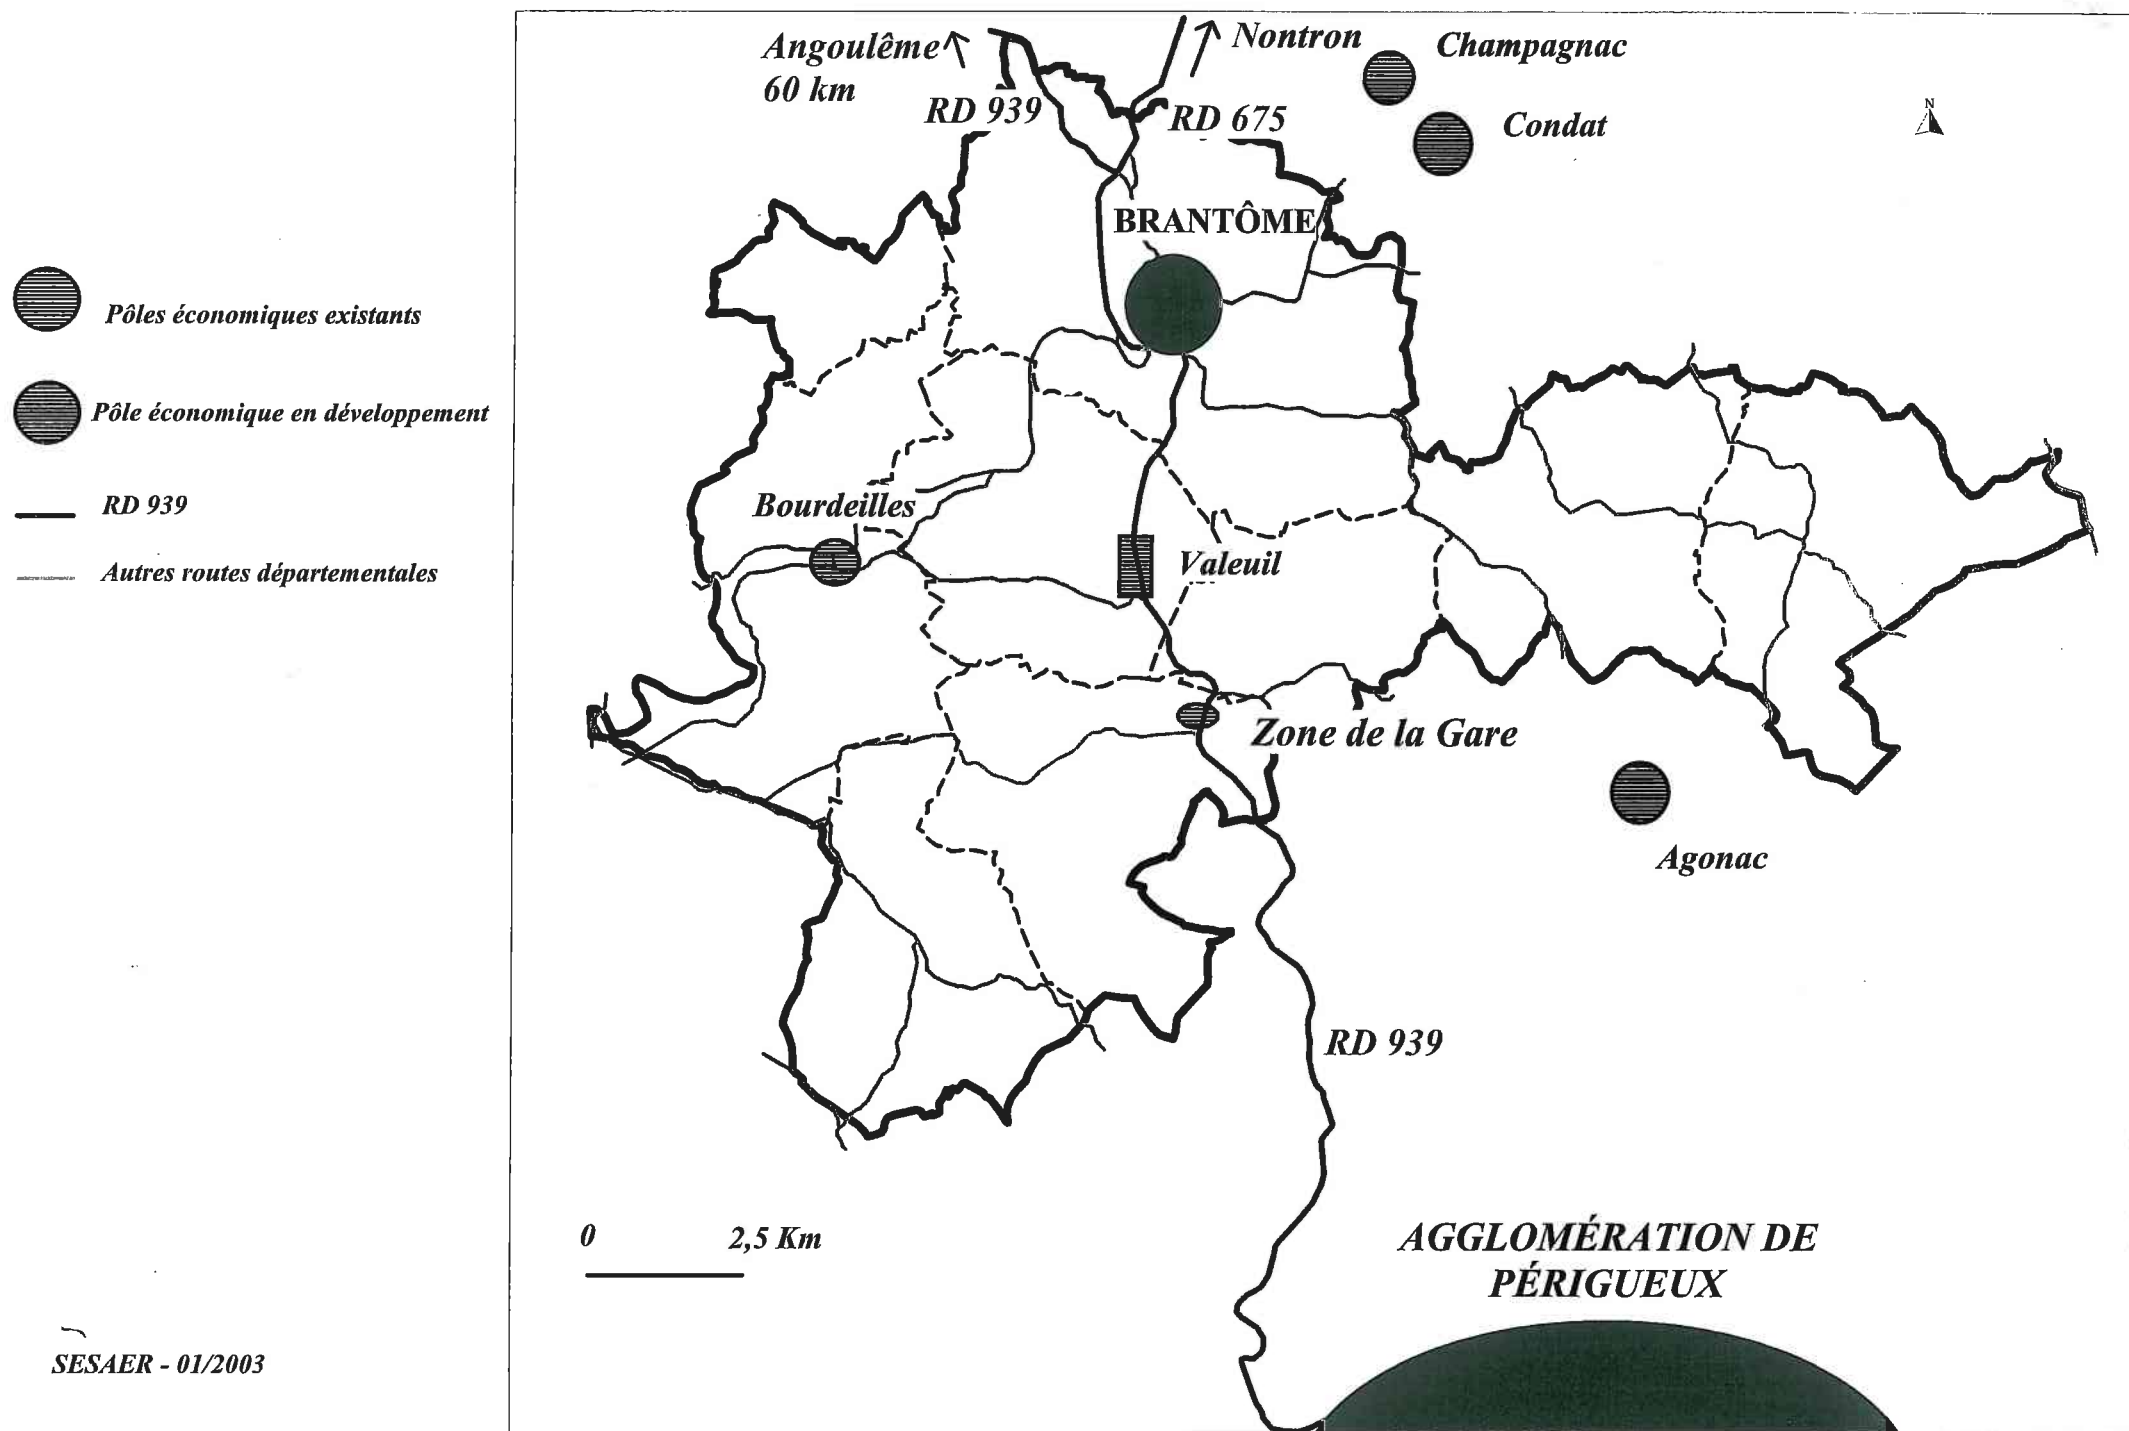 Angoulême
60 km
Nontron
Champagnac
RD 939
RD 675
Condat
N
BRANTÔME
Pôles économiques existants
Pôle économique en développement
RD 939
Autres routes départementales
Bourdeilles
Valeuil
Zone de la Gare
Agonac
RD 939
0
2,5 Km
AGGLOMÉRATION DE
PÉRIGUEUX
SESAER - 01/2003